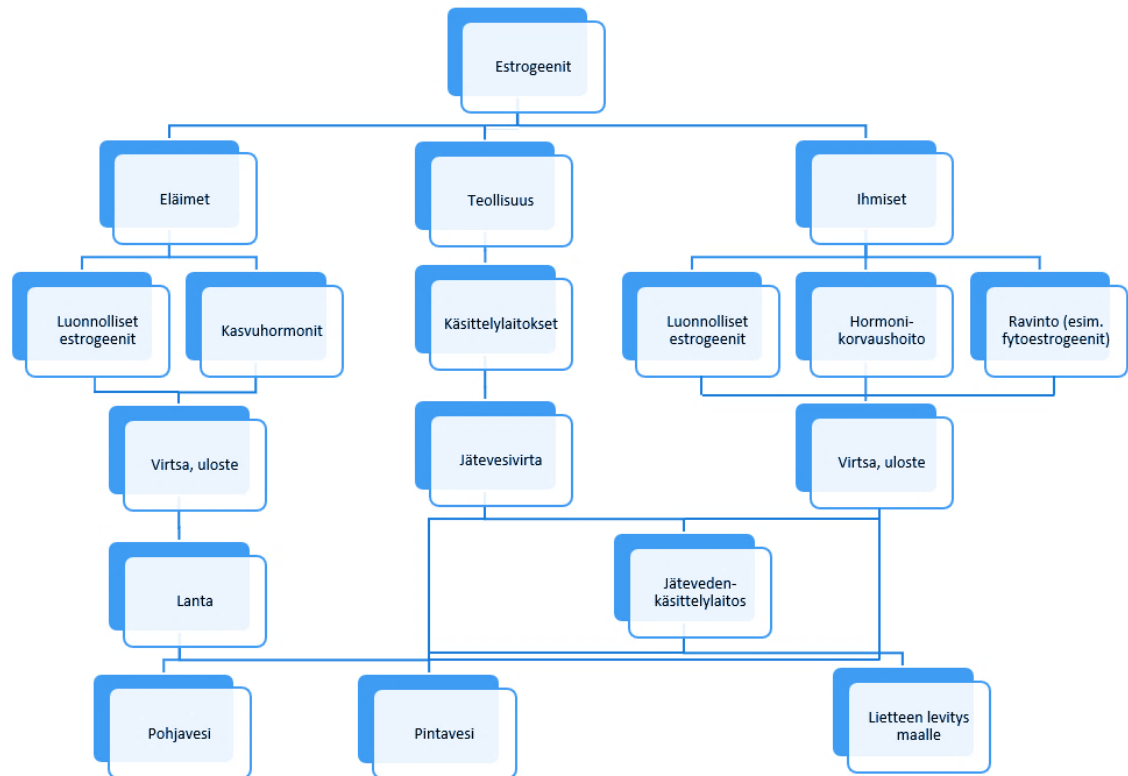 Estrogeenit
Eläimet
Teollisuus
Ihmiset
Luonnolliset
estrogeenit
Kasvuhormonit
Käsittelylaitokset
Luonnolliset
estrogeenit
Hormoni-
korvaushoito
Ravinto (esim.
fytoestrogeenit)
Virtsa, uloste
Jätevesivirta
Virtsa, uloste
Lanta
Jäteveden-
käsittelylaitos
Pohjavesi
Pintavesi
Lietteen levitys
maalle